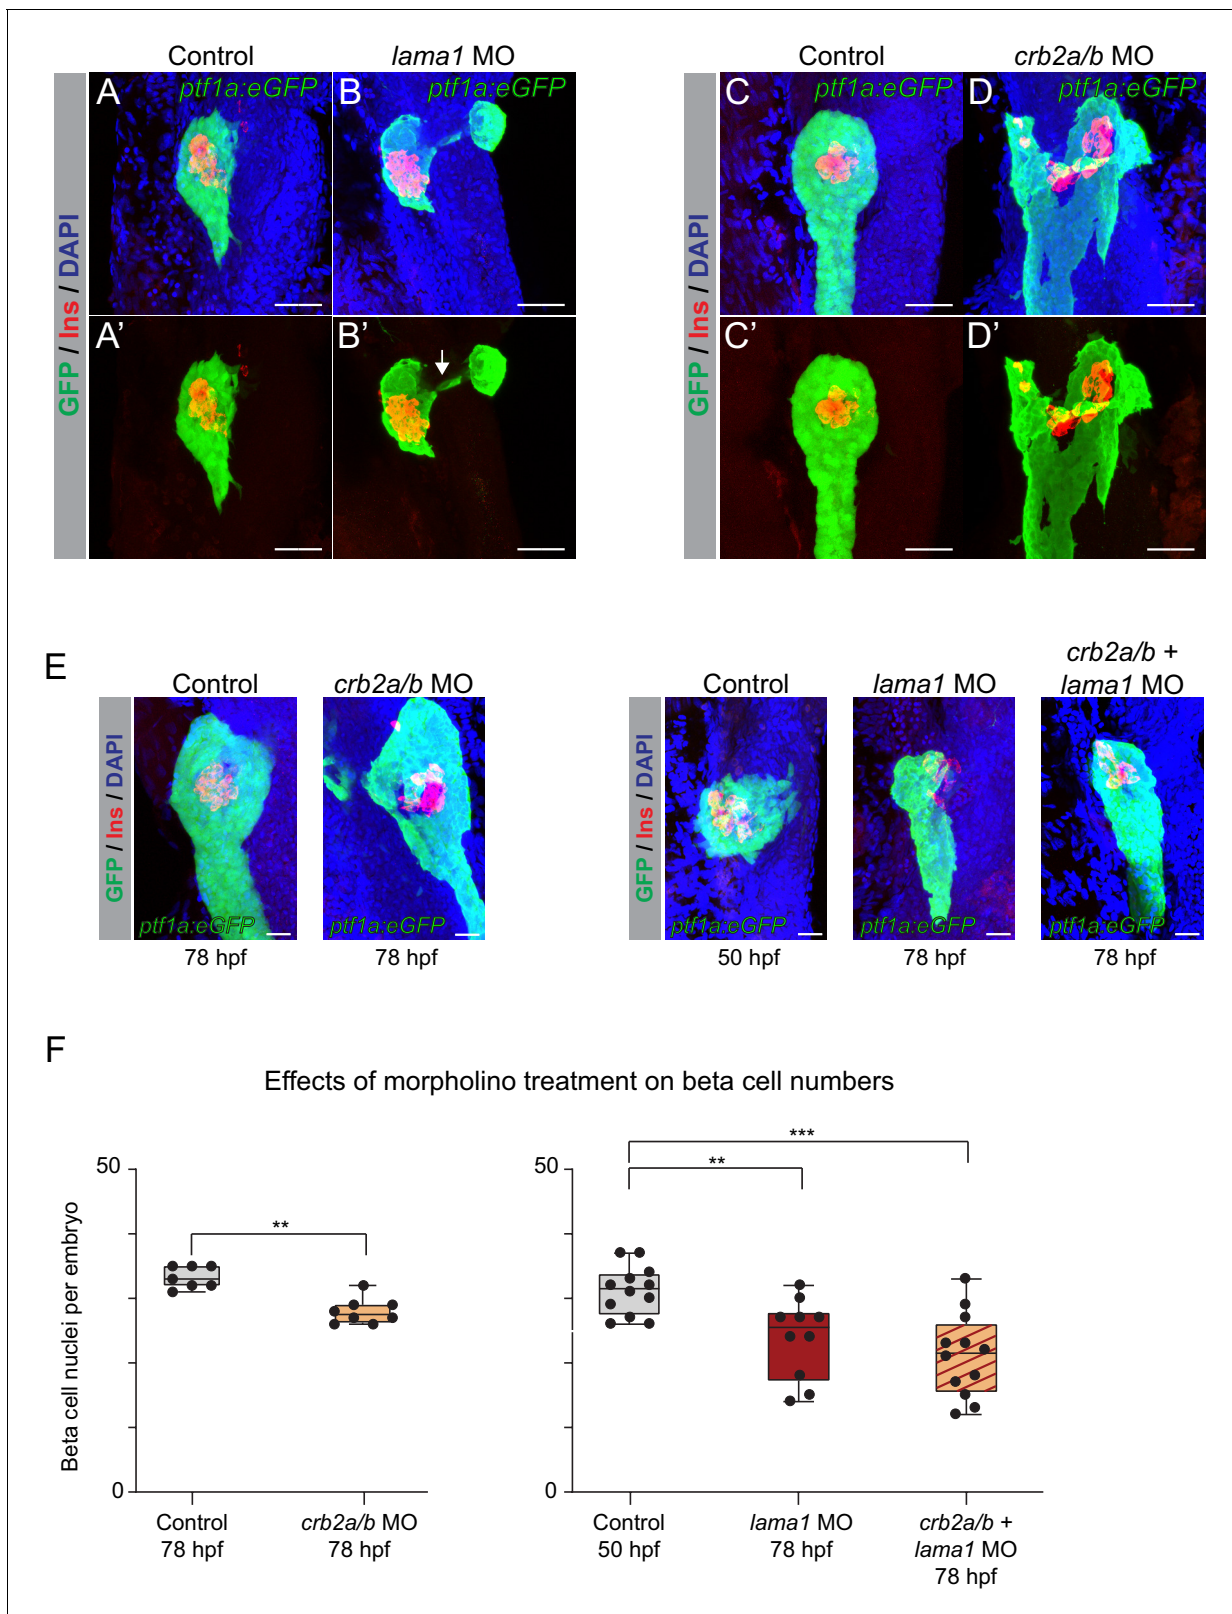 Control
lama1 MO
Control
crb2a/b MO
GFP / Ins / DAPI
A
ptf1a:eGFP
B
ptf1a:eGFP
A'
B'
GFP / Ins / DAPI
C
ptf1a:eGFP
D
ptf1a:eGFP
C'
D'
E
Control
crb2a/b MO
Control
lama1 MO
crb2a/b +
lama1 MO
GFP / Ins / DAPI
ptf1a:eGFP
ptf1a:eGFP
GFP / Ins / DAPI
ptf1a:eGFP
ptf1a:eGFP
ptf1a:eGFP
78 hpf
78 hpf
50 hpf
78 hpf
78 hpf
F
Effects of morpholino treatment on beta cell numbers
Beta cell nuclei per embryo
50
0
**
Control
78 hpf
crb2a/b MO
78 hpf
50
0
***
**
Control
50 hpf
lama1 MO
78 hpf
crb2a/b +
lama1 MO
78 hpf